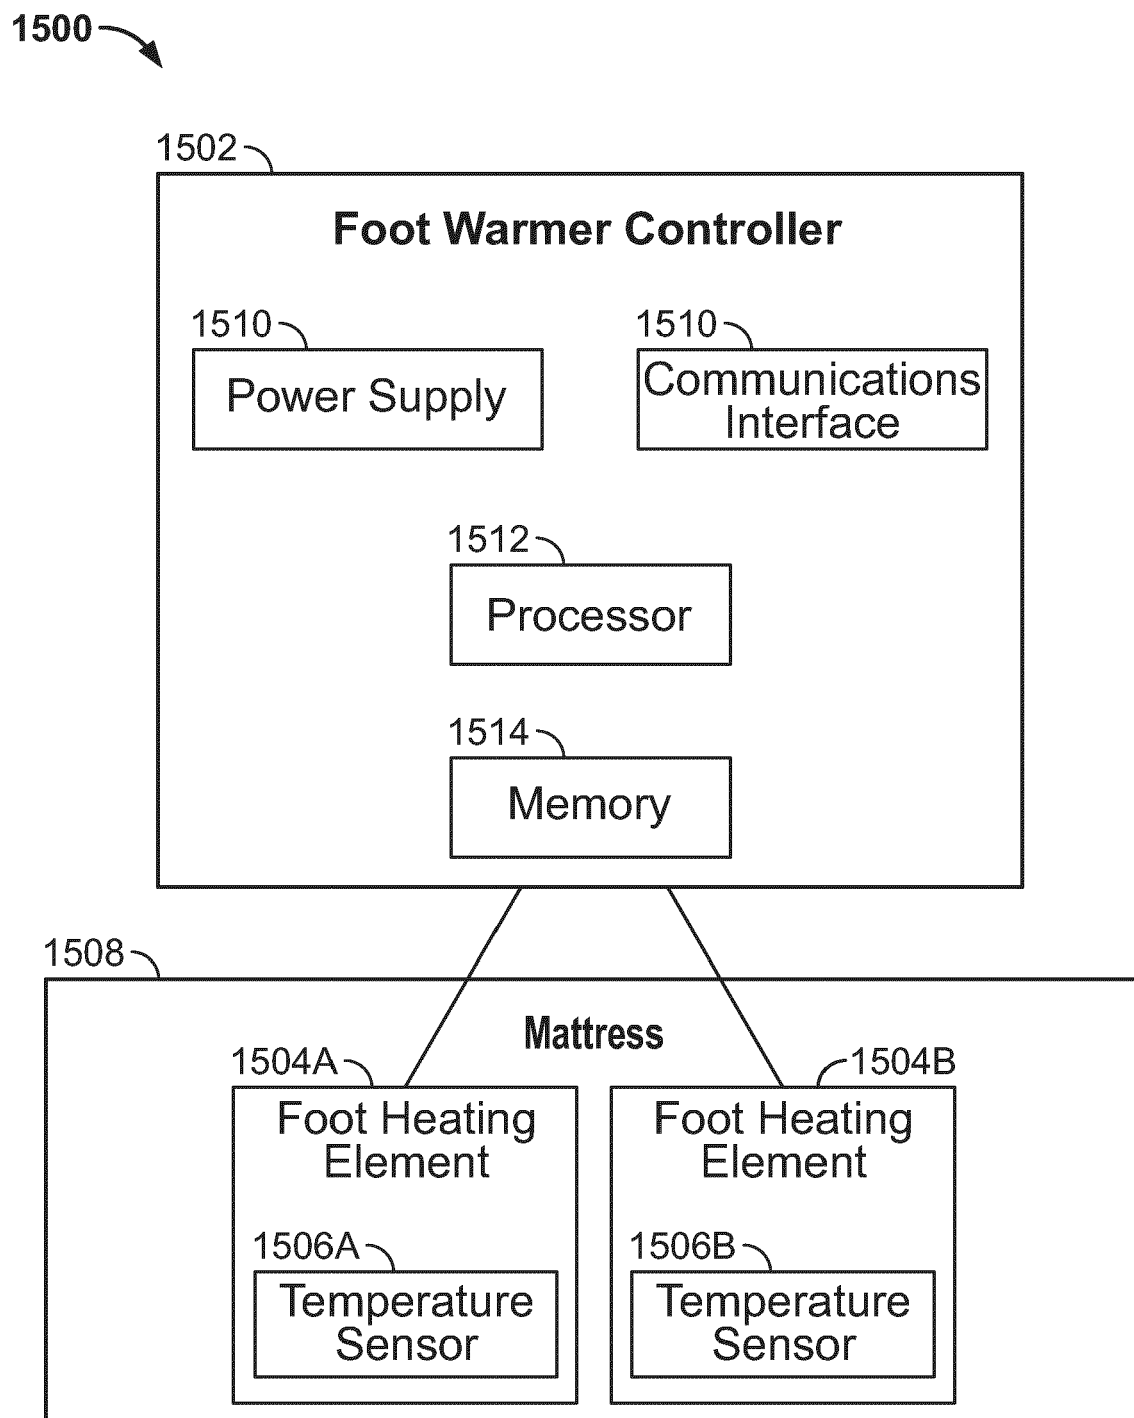 1500
1502
Foot Warmer Controller
1510
1510
Power Supply
Communications
Interface
1512
Processor
1514
Memory
1508
Mattress
1504A
1504B
Foot Heating
Element
Foot Heating
Element
1506A
1506B
Temperature
Sensor
Temperature
Sensor